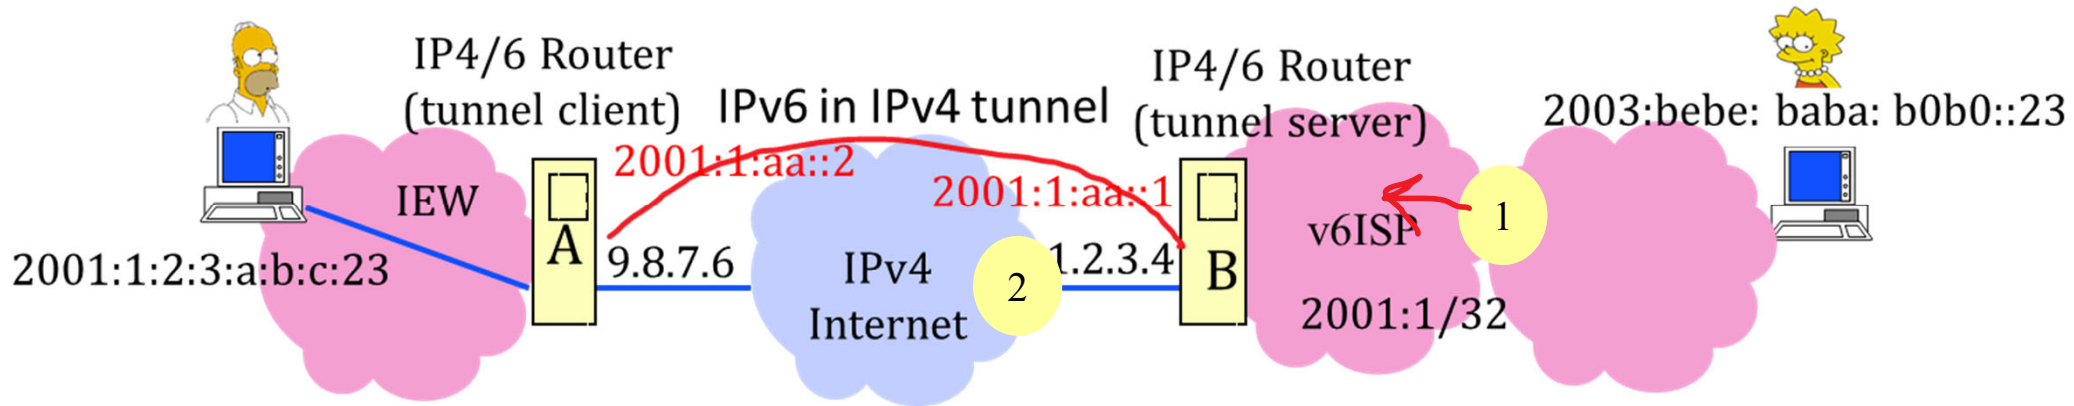 IP4/6 Router
(tunnel client)
IPv6 in IPv4 tunnel
IP4/6 Router
(tunnel server)
2003:bebe: baba: b0b0::23
2001:1:aa::2
2001:1:aa::1
IEW
A
9.8.7.6
IPv4
Internet
2
1.2.3.4
B
v6ISP
1
2001:1:2:3:a:b:c:23
2001:1/32